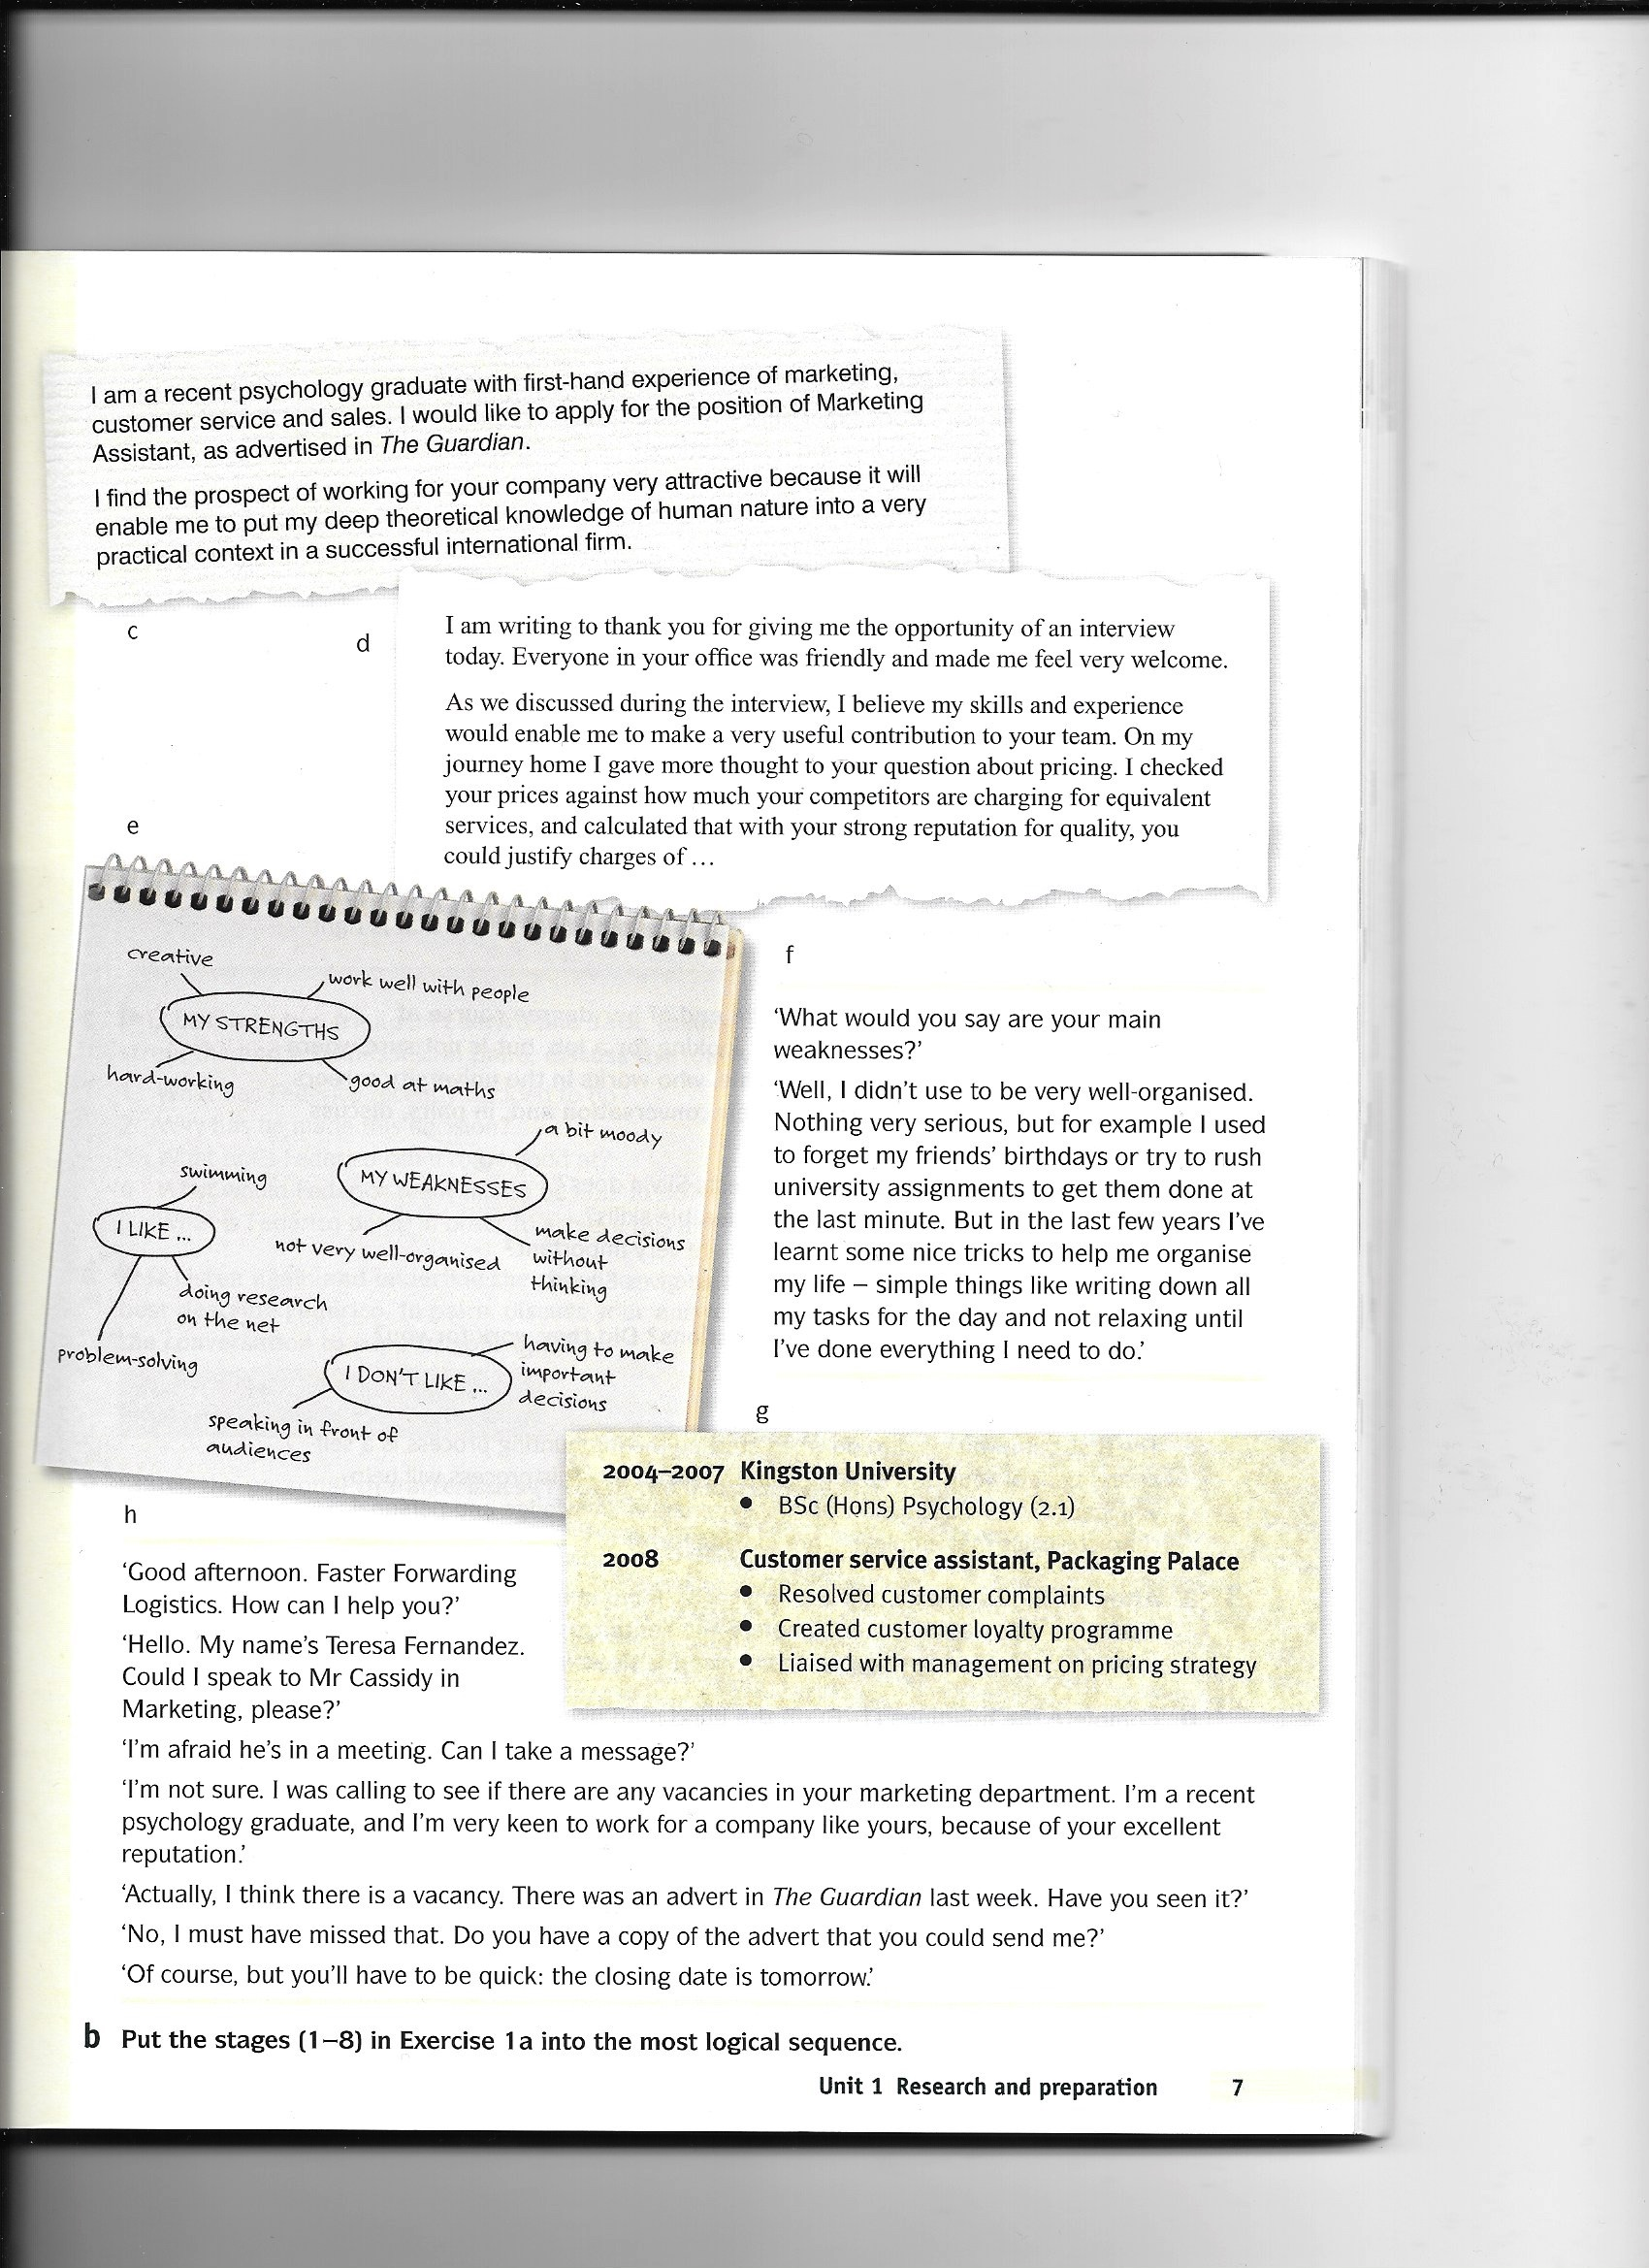 I am a recent psychology graduate with first-hand experience of marketing,
customer service and sales. I would like to apply for the position of Marketing
Assistant, as advertised in The Guardian.
I find the prospect of working for your company very attractive because it will
enable me to put my deep theoretical knowledge of human nature into a very
practical context in a successful international firm.
c
d
I am writing to thank you for giving me the opportunity of an interview
today. Everyone in your office was friendly and made me feel very welcome.
As we discussed during the interview, I believe my skills and experience
would enable me to make a very useful contribution to your team. On my
journey home I gave more thought to your question about pricing. I checked
your prices against how much your competitors are charging for equivalent
services, and calculated that with your strong reputation for quality, you
could justify charges of ...
e
creative
work well with people
MY STRENGTHS
hard-working
good at maths
a bit moody
MY WEAKNESSES
not very well-organised
make decisions
without
thinking
swimming
I LIKE ...
doing research
on the net
problem-solving
having to make
important
decisions
I DON'T LIKE ...
speaking in front of
audiences
f
‘What would you say are your main
weaknesses?’
‘Well, I didn’t use to be very well-organised.
Nothing very serious, but for example I used
to forget my friends’ birthdays or try to rush
university assignments to get them done at
the last minute. But in the last few years I’ve
learnt some nice tricks to help me organise
my life – simple things like writing down all
my tasks for the day and not relaxing until
I’ve done everything I need to do.’
g
2004–2007 Kingston University
• BSc (Hons) Psychology (2.1)
2008 Customer service assistant, Packaging Palace
• Resolved customer complaints
• Created customer loyalty programme
• Liaised with management on pricing strategy
h
‘Good afternoon. Faster Forwarding
Logistics. How can I help you?’
‘Hello. My name’s Teresa Fernandez.
Could I speak to Mr Cassidy in
Marketing, please?’
‘I’m afraid he’s in a meeting. Can I take a message?’
‘I’m not sure. I was calling to see if there are any vacancies in your marketing department. I’m a recent
psychology graduate, and I’m very keen to work for a company like yours, because of your excellent
reputation.’
‘Actually, I think there is a vacancy. There was an advert in The Guardian last week. Have you seen it?’
‘No, I must have missed that. Do you have a copy of the advert that you could send me?’
‘Of course, but you’ll have to be quick: the closing date is tomorrow.’
b Put the stages (1–8) in Exercise 1a into the most logical sequence.
Unit 1 Research and preparation 7